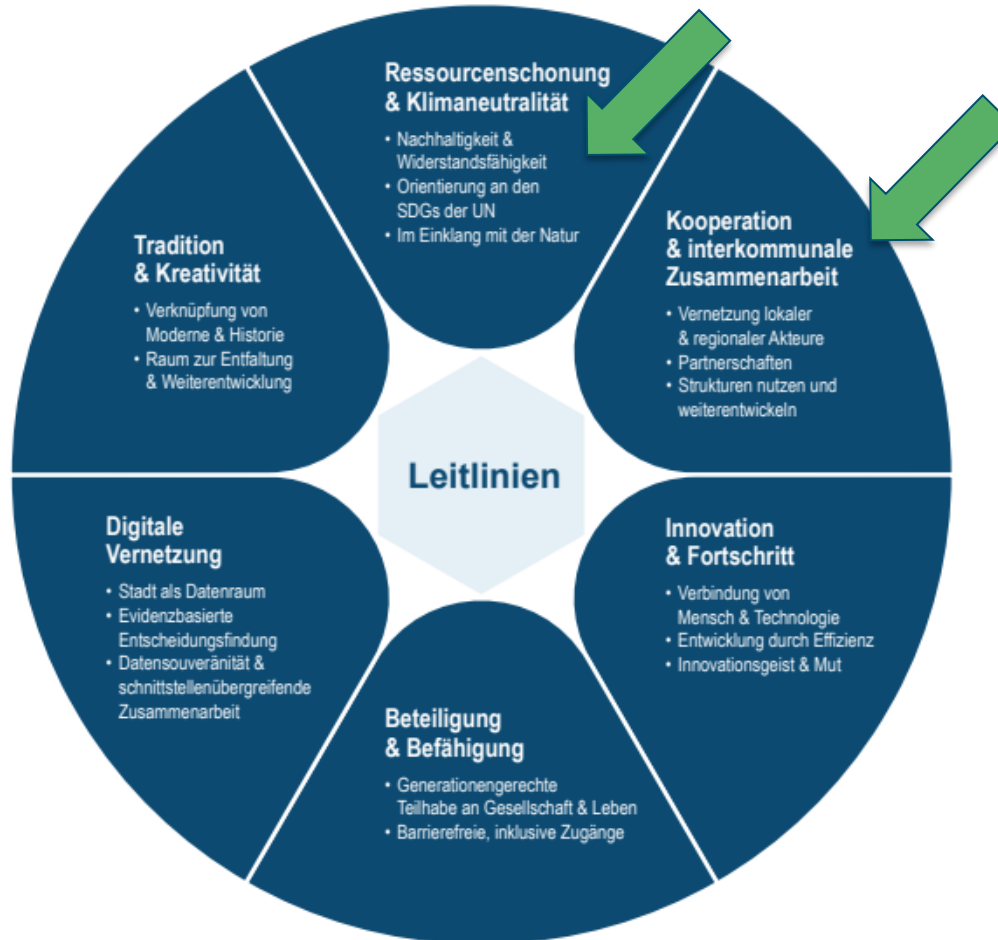 Ressourcenschonung
& Klimaneutralität
• Nachhaltigkeit &
Widerstandsfähigkeit
• Orientierung an den
SDGs der UN
• Im Einklang mit der Natur
Kooperation
& interkommunale
Zusammenarbeit
• Vernetzung lokaler
& regionaler Akteure
• Partnerschaften
• Strukturen nutzen und
weiterentwickeln
Innovation
& Fortschritt
• Verbindung von
Mensch & Technologie
• Entwicklung durch Effizienz
• Innovationsgeist & Mut
Beteiligung
& Befähigung
• Generationengerechte
Teilhabe an Gesellschaft & Leben
• Barrierefreie, inklusive Zugänge
Digitale
Vernetzung
• Stadt als Datenraum
• Evidenzbasierte
Entscheidungsfindung
• Datensouveränität &
schnittstellenübergreifende
Zusammenarbeit
Tradition
& Kreativität
• Verknüpfung von
Moderne & Historie
• Raum zur Entfaltung
& Weiterentwicklung
Leitlinien